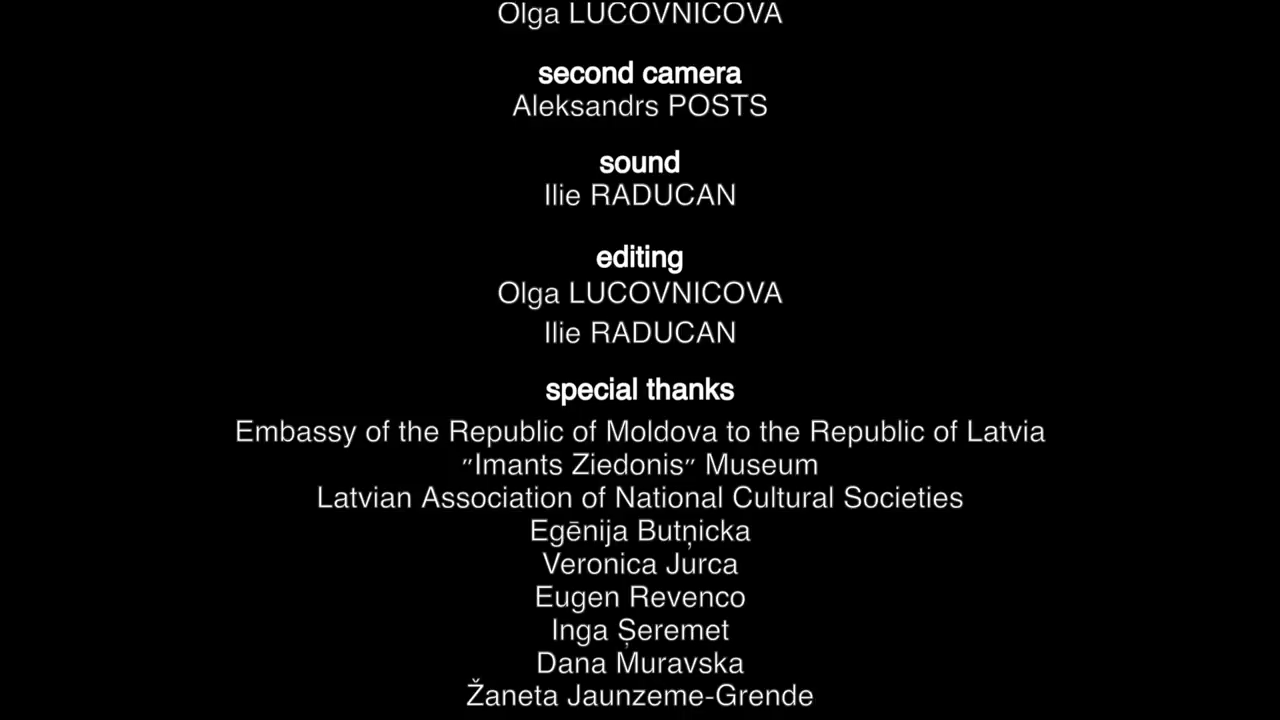 Olga LUCOVNICOVA
second camera
Aleksandrs POSTS
sound
Ilie RADUCAN
editing
Olga LUCOVNICOVA
Ilie RADUCAN
special thanks
Embassy of the Republic of Moldova to the Republic of Latvia
"Imants Ziedonis" Museum
Latvian Association of National Cultural Societies
Egēnija Butņicka
Veronica Jurca
Eugen Revenco
Inga Șeremet
Dana Muravska
Žaneta Jaunzeme-Grende